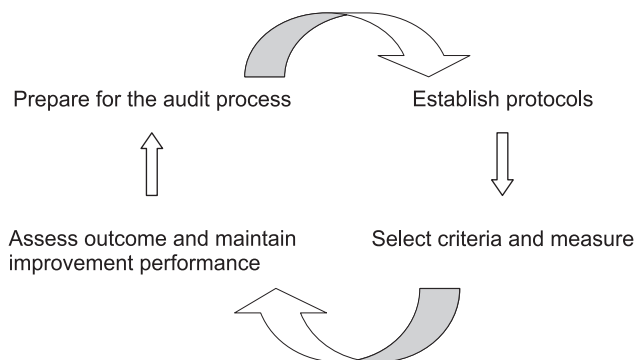 Prepare for the audit process
Establish protocols
Assess outcome and maintain
improvement performance
Select criteria and measure